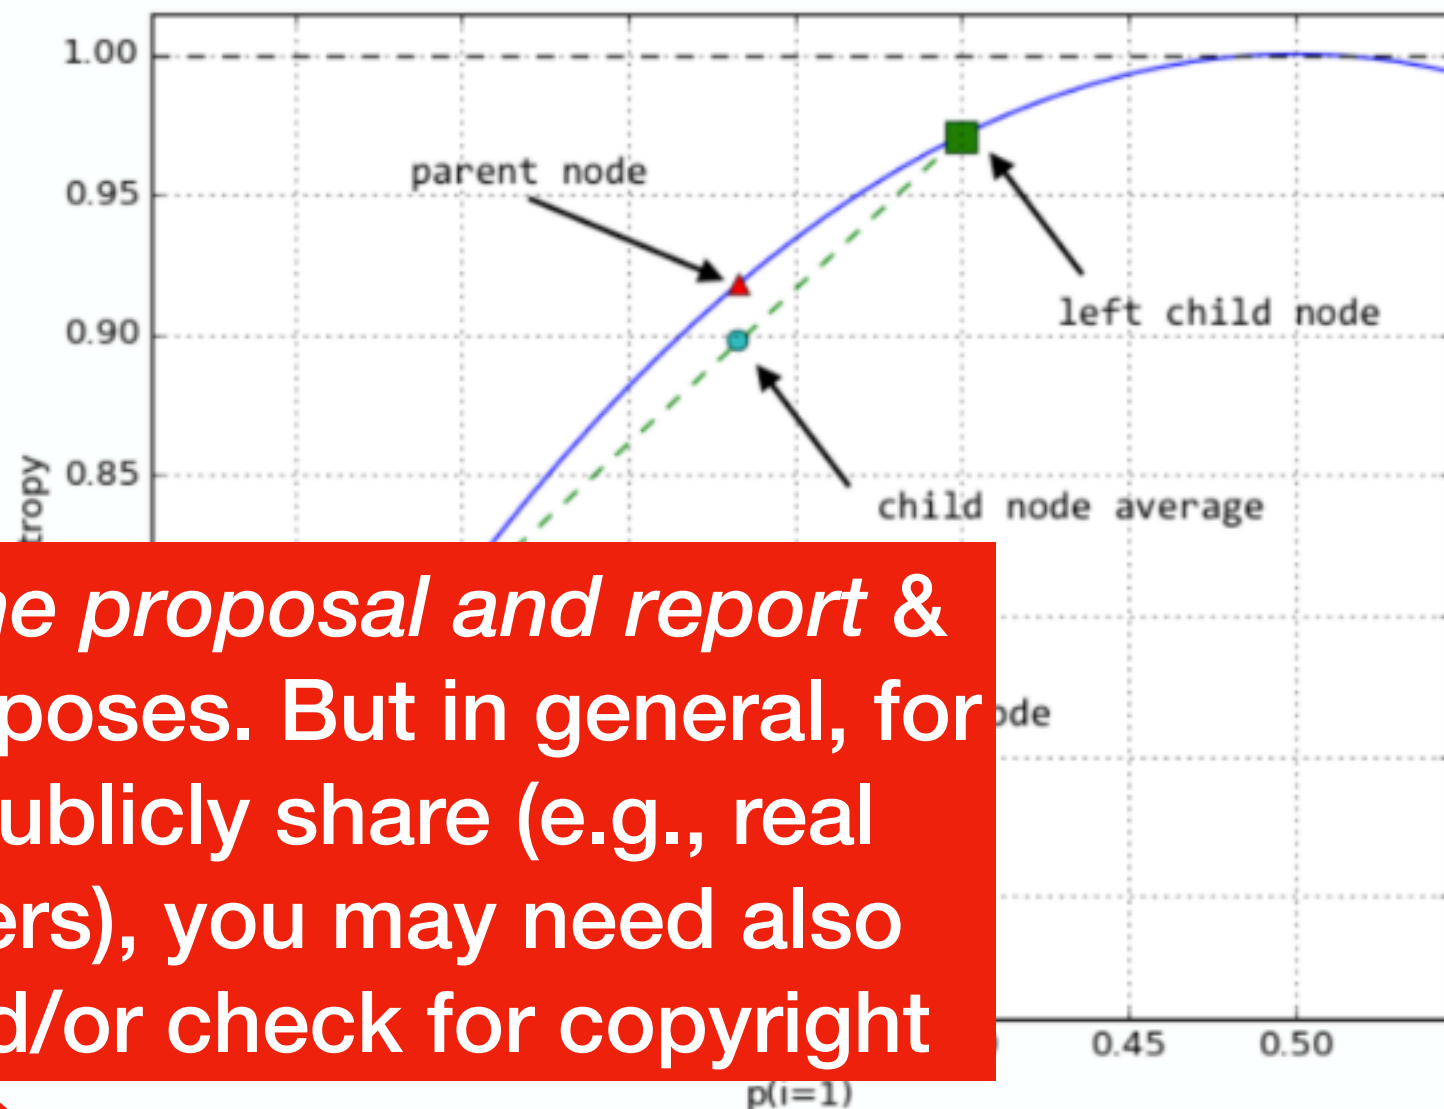 1.00
parent node
0.95
left child node
0.90
0.85
child node average
tropy
ne proposal and report &
poses. But in general, for
ode
ublicly share (e.g., real
ers), you may need also
d/or check for copyright
0.45 0.50
p(i=1)